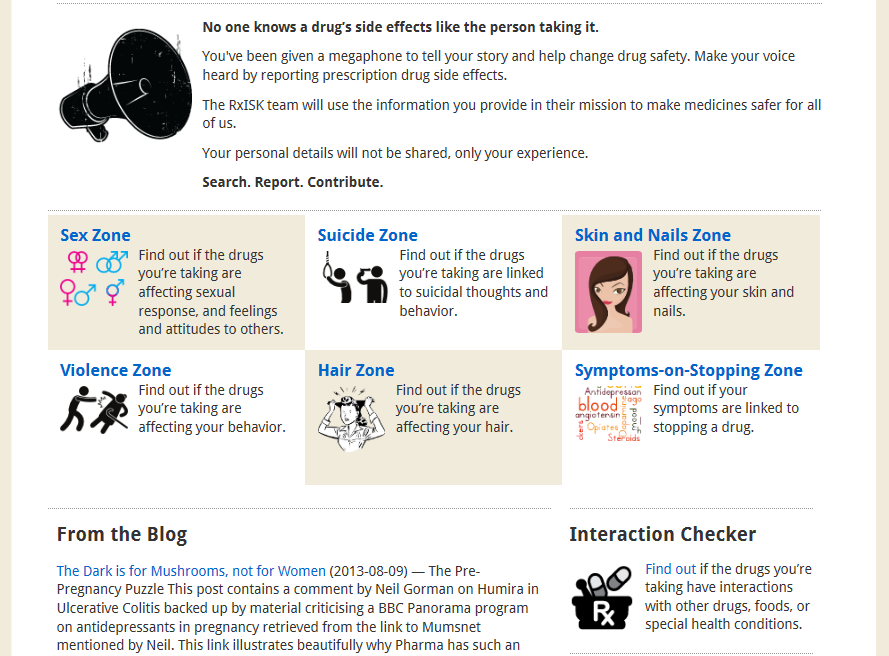 No one knows a drug's side effects like the person taking it.
You've been given a megaphone to tell your story and help change drug safety. Make your voice
heard by reporting prescription drug side effects.
The RxISK team will use the information you provide in their mission to make medicines safer for all
of us.
Your personal details will not be shared, only your experience.
Search. Report. Contribute.
Sex Zone
Find out if the drugs
you're taking are
affecting sexual
response, and feelings
and attitudes to others.
Suicide Zone
Find out if the drugs
you're taking are linked
to suicidal thoughts and
behavior.
Skin and Nails Zone
Find out if the drugs
you're taking are
affecting your skin and
nails.
Violence Zone
Find out if the drugs
you're taking are
affecting your behavior.
Hair Zone
Find out if the drugs
you're taking are
affecting your hair.
Symptoms-on-Stopping Zone
Antidepressan
blood
angiotensin
Opiates
Steroids
Find out if your
symptoms are linked to
stopping a drug.
From the Blog
The Dark is for Mushrooms, not for Women (2013-08-09) — The Pre-
Pregnancy Puzzle This post contains a comment by Neil Gorman on Humira in
Ulcerative Colitis backed up by material criticising a BBC Panorama program
on antidepressants in pregnancy retrieved from the link to Mumsnet
mentioned by Neil. This link illustrates beautifully why Pharma has such an
Interaction Checker
Rx
Find out if the drugs you're
taking have interactions
with other drugs, foods, or
special health conditions.